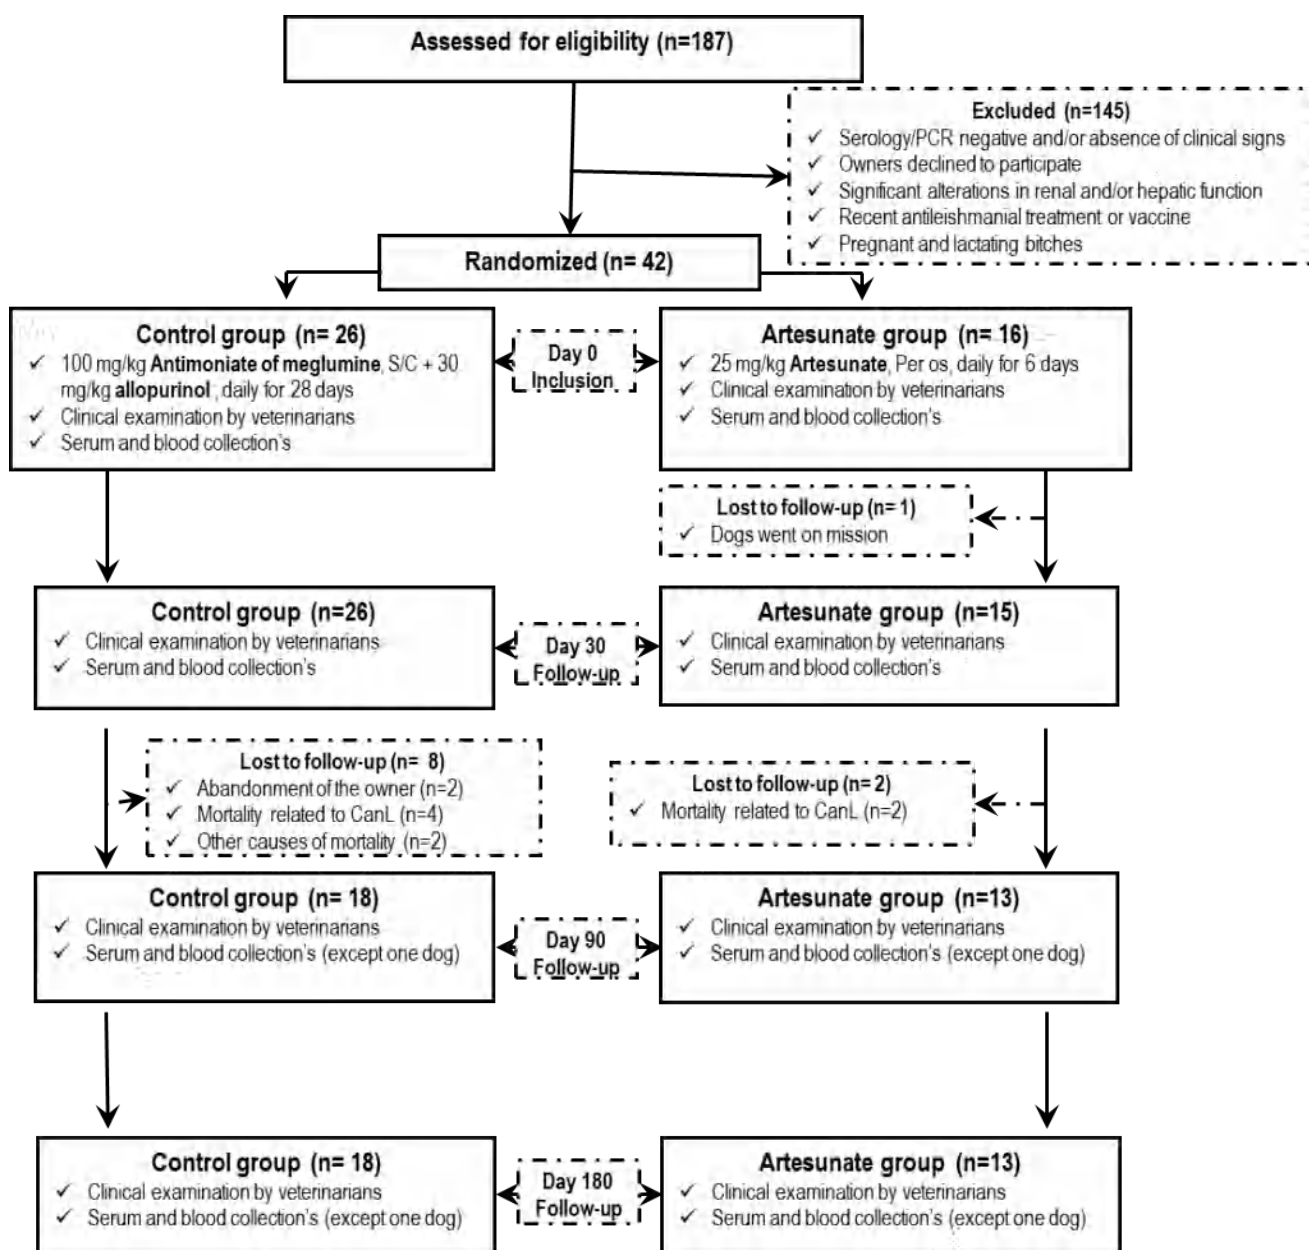 Assessed for eligibility (n=187)
Excluded (n=145)
✓ Serology/PCR negative and/or absence of clinical signs
✓ Owners declined to participate
✓ Significant alterations in renal and/or hepatic function
✓ Recent antileishmanial treatment or vaccine
✓ Pregnant and lactating bitches
Randomized (n= 42)
Control group (n= 26)
✓ 100 mg/kg Antimoniate of meglumine, S/C + 30
mg/kg allopurinol, daily for 28 days
✓ Clinical examination by veterinarians
✓ Serum and blood collection's
Day 0
Inclusion
Artesunate group (n= 16)
✓ 25 mg/kg Artesunate, Per os, daily for 6 days
✓ Clinical examination by veterinarians
✓ Serum and blood collection's
Lost to follow-up (n= 1)
✓ Dogs went on mission
Control group (n=26)
✓ Clinical examination by veterinarians
✓ Serum and blood collection's
Day 30
Follow-up
Artesunate group (n=15)
✓ Clinical examination by veterinarians
✓ Serum and blood collection's
Lost to follow-up (n= 8)
✓ Abandonment of the owner (n=2)
✓ Mortality related to CanL (n=4)
✓ Other causes of mortality (n=2)
Lost to follow-up (n= 2)
✓ Mortality related to CanL (n=2)
Control group (n= 18)
✓ Clinical examination by veterinarians
✓ Serum and blood collection's (except one dog)
Day 90
Follow-up
Artesunate group (n=13)
✓ Clinical examination by veterinarians
✓ Serum and blood collection's (except one dog)
Control group (n= 18)
✓ Clinical examination by veterinarians
✓ Serum and blood collection's (except one dog)
Day 180
Follow-up
Artesunate group (n=13)
✓ Clinical examination by veterinarians
✓ Serum and blood collection's (except one dog)